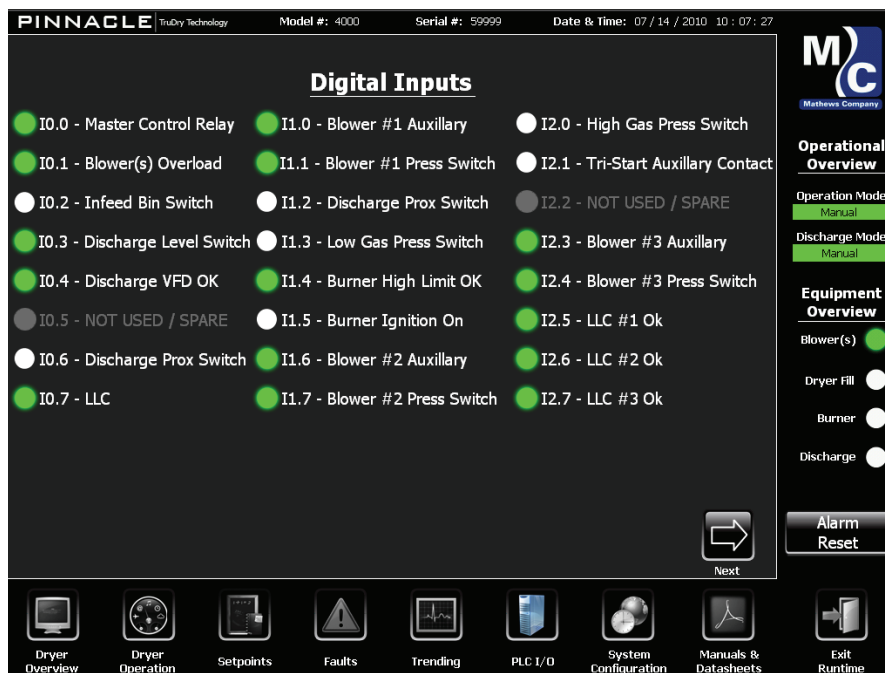 PINNACLE TruDry Technology Model #: 4000 Serial #: 59999 Date & Time: 07 / 14 / 2010 10 : 07 : 27
Digital Inputs
I0.0 - Master Control Relay
I0.1 - Blower(s) Overload
I0.2 - Infeed Bin Switch
I0.3 - Discharge Level Switch
I0.4 - Discharge VFD OK
I0.5 - NOT USED / SPARE
I0.6 - Discharge Prox Switch
I0.7 - LLC
I1.0 - Blower #1 Auxillary
I1.1 - Blower #1 Press Switch
I1.2 - Discharge Prox Switch
I1.3 - Low Gas Press Switch
I1.4 - Burner High Limit OK
I1.5 - Burner Ignition On
I1.6 - Blower #2 Auxillary
I1.7 - Blower #2 Press Switch
I2.0 - High Gas Press Switch
I2.1 - Tri-Start Auxillary Contact
I2.2 - NOT USED / SPARE
I2.3 - Blower #3 Auxillary
I2.4 - Blower #3 Press Switch
I2.5 - LLC #1 Ok
I2.6 - LLC #2 Ok
I2.7 - LLC #3 Ok
Next
MC
Mathews Company
Operational
Overview
Operation Mode
Manual
Discharge Mode
Manual
Equipment
Overview
Blower(s)
Dryer Fill
Burner
Discharge
Alarm
Reset
Dryer
Overview
Dryer
Operation
Setpoints
Faults
Trending
PLC I/O
System
Configuration
Manuals &
Datasheets
Exit
Runtime